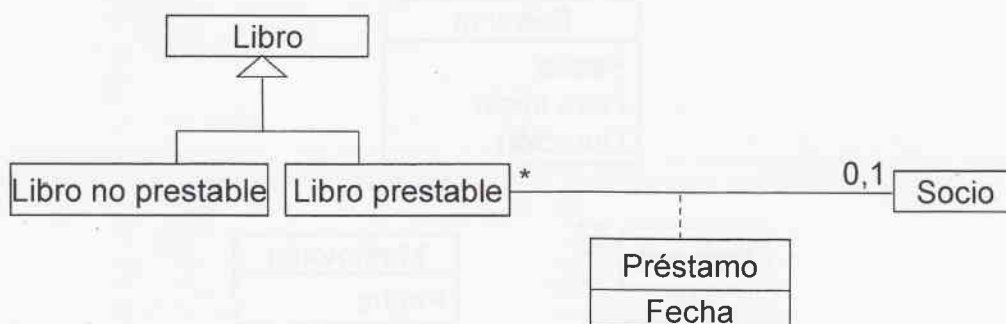 Libro
Libro no prestable
Libro prestable
*
0,1
Socio
Préstamo
Fecha